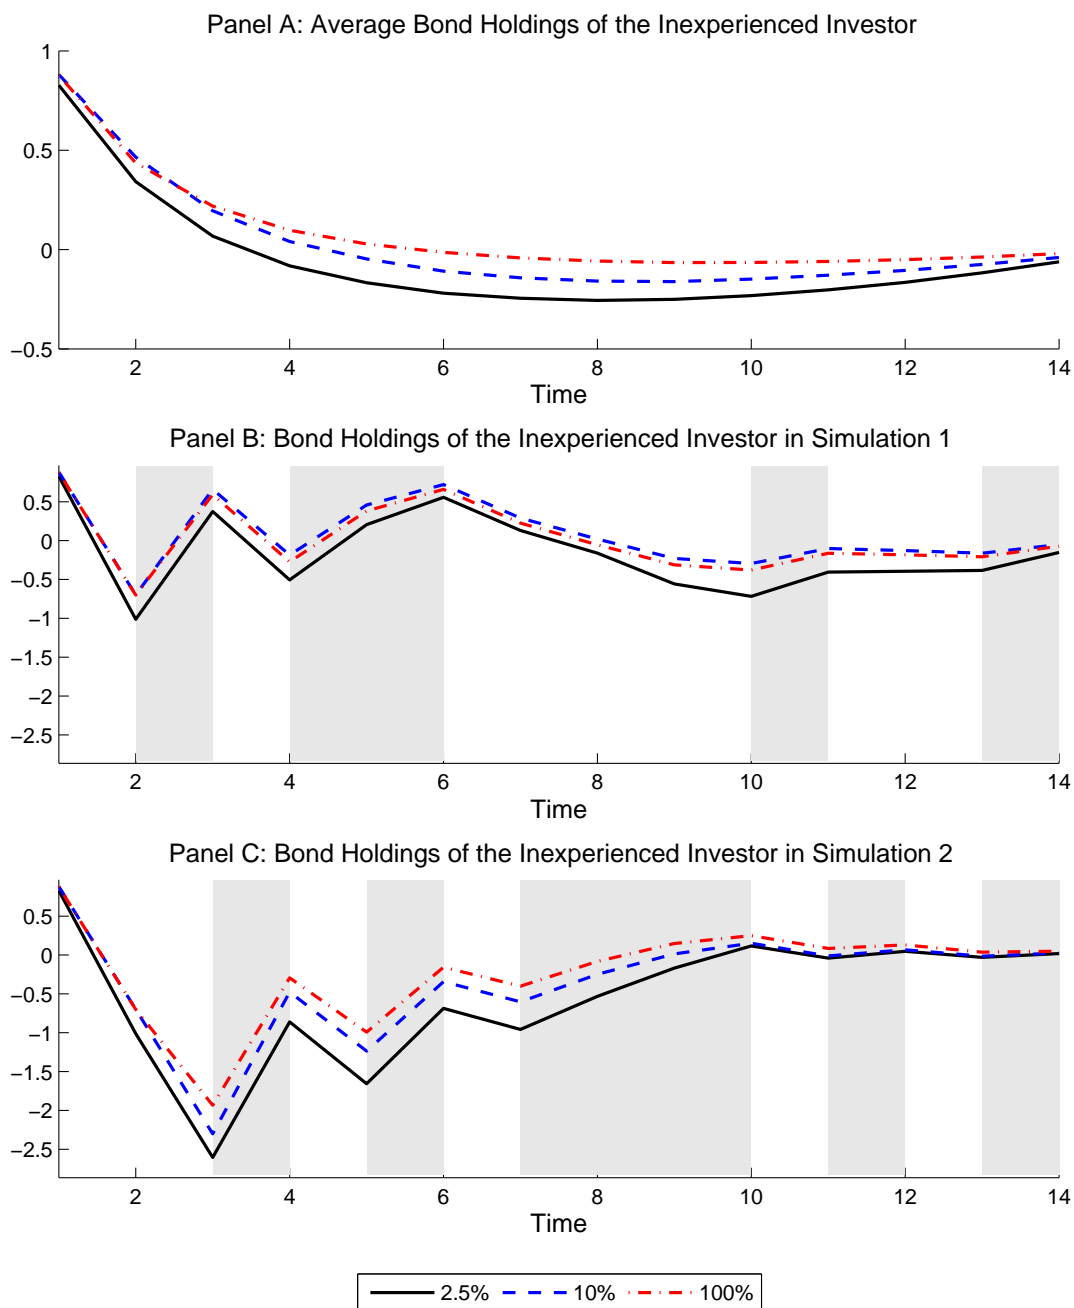 Panel A: Average Bond Holdings of the Inexperienced Investor
1
0.5
0
−0.5
2 4 6 8 10 12 14
Time
Panel B: Bond Holdings of the Inexperienced Investor in Simulation 1
0.5
0
−0.5
−1
−1.5
−2
−2.5
2 4 6 8 10 12 14
Time
Panel C: Bond Holdings of the Inexperienced Investor in Simulation 2
0.5
0
−0.5
−1
−1.5
−2
−2.5
2 4 6 8 10 12 14
Time
2.5% 10% 100%